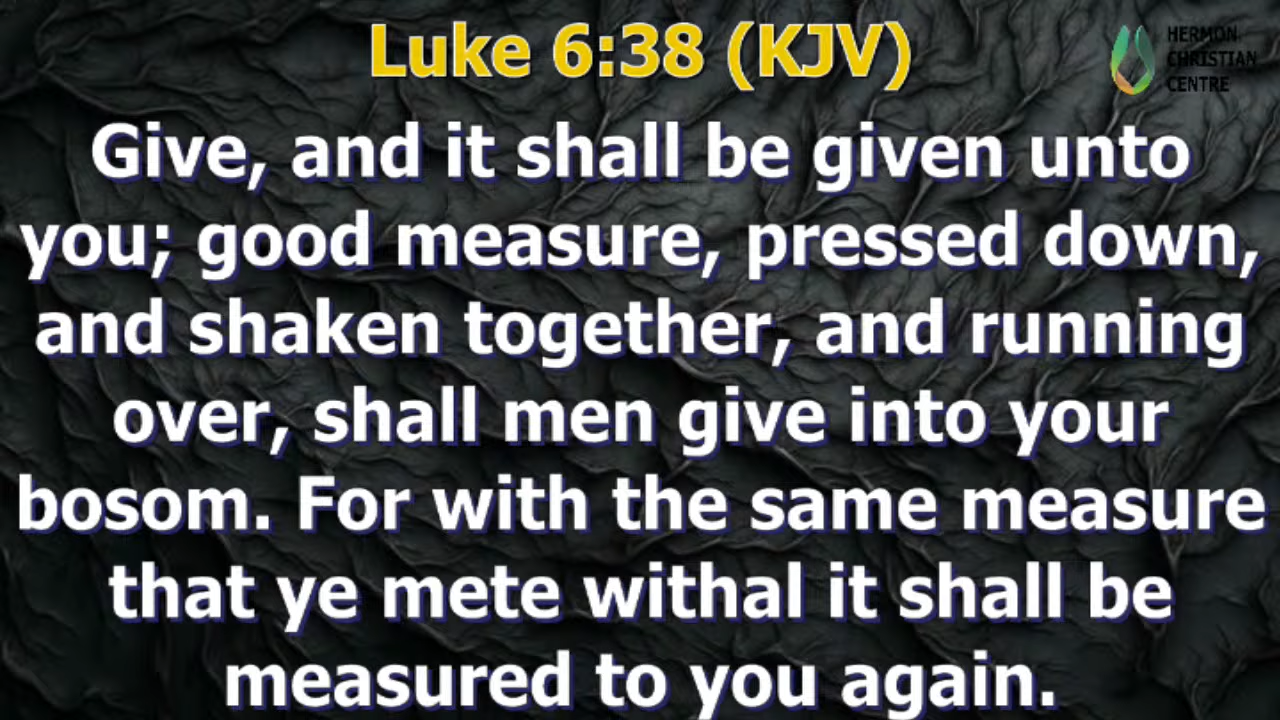 Luke 6:38 (KJV)
HERMON
CHRISTIAN
CENTRE
Give, and it shall be given unto
you; good measure, pressed down,
and shaken together, and running
over, shall men give into your
bosom. For with the same measure
that ye mete withal it shall be
measured to you again.